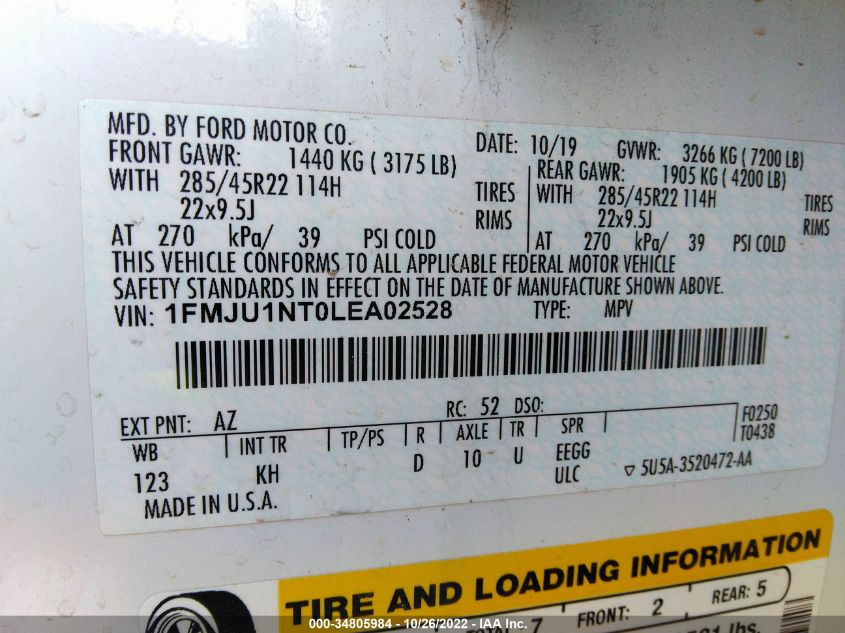 MFD. BY FORD MOTOR CO. DATE: 10/19 GVWR: 3266 KG ( 7200 LB)
FRONT GAWR: 1440 KG ( 3175 LB) REAR GAWR: 1905 KG ( 4200 LB)
WITH 285/45R22 114H TIRES WITH 285/45R22 114H TIRES
22x9.5J RIMS 22x9.5J RIMS
AT 270 kPa/ 39 PSI COLD AT 270 kPa/ 39 PSI COLD
THIS VEHICLE CONFORMS TO ALL APPLICABLE FEDERAL MOTOR VEHICLE
SAFETY STANDARDS IN EFFECT ON THE DATE OF MANUFACTURE SHOWN ABOVE.
VIN: 1FMJU1NT0LEA02528 TYPE: MPV
EXT PNT: AZ RC: 52 DSO: F0250
WB INT TR TP/PS R AXLE TR SPR T0438
123 KH D 10 U EEGG
ULC ▽ 5U5A-3520472-AA
MADE IN U.S.A.
TIRE AND LOADING INFORMATION
TOTAL 7 FRONT: 2 REAR: 5
lbs.
000-34805984 - 10/26/2022 - IAA Inc.